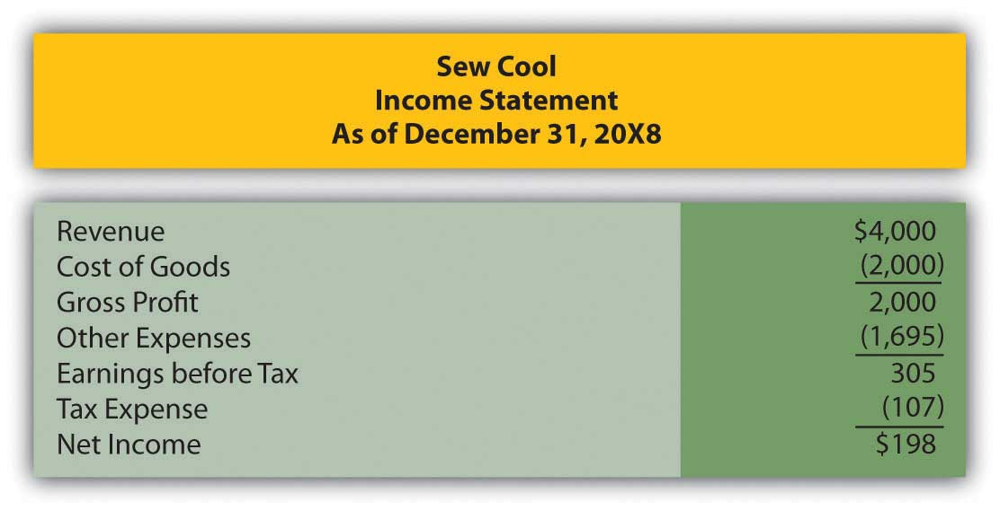 Sew Cool
Income Statement
As of December 31, 20X8
Revenue $4,000
Cost of Goods (2,000)
Gross Profit 2,000
Other Expenses (1,695)
Earnings before Tax 305
Tax Expense (107)
Net Income $198